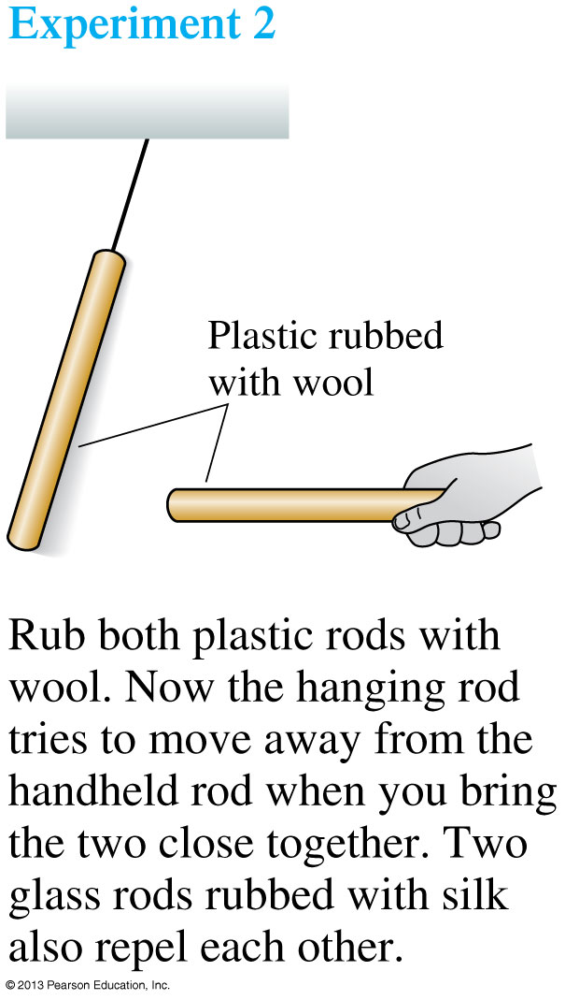 Experiment 2
Plastic rubbed
with wool
Rub both plastic rods with
wool. Now the hanging rod
tries to move away from the
handheld rod when you bring
the two close together. Two
glass rods rubbed with silk
also repel each other.
© 2013 Pearson Education, Inc.